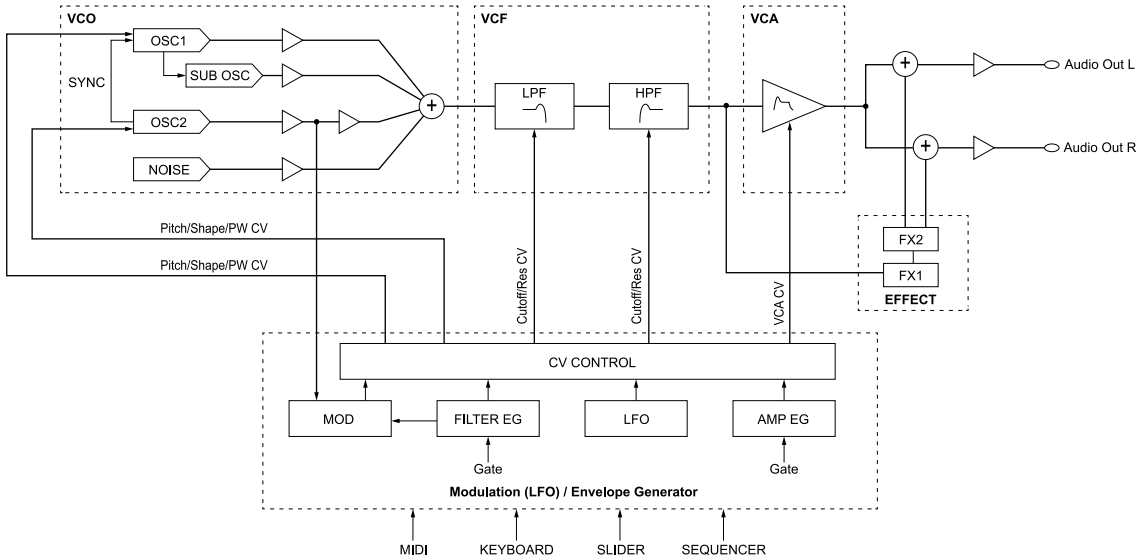 VCO
VCF
VCA
OSC1
SUB OSC
SYNC
OSC2
NOISE
+
LPF
HPF
+
Audio Out L
+
Audio Out R
Pitch/Shape/PW CV
Pitch/Shape/PW CV
Cutoff/Res CV
Cutoff/Res CV
VCA CV
FX2
FX1
EFFECT
CV CONTROL
MOD
FILTER EG
LFO
AMP EG
Gate
Gate
Modulation (LFO) / Envelope Generator
MIDI
KEYBOARD
SLIDER
SEQUENCER